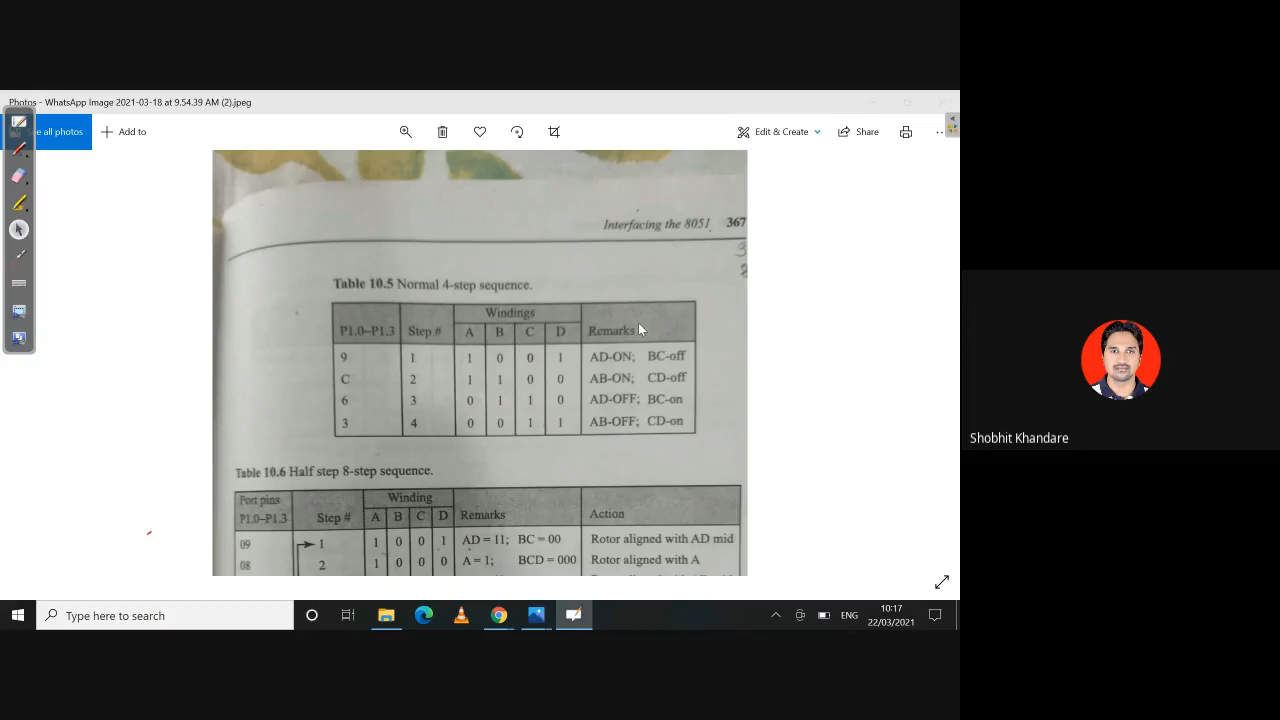 Photos - WhatsApp Image 2021-03-18 at 9.54.39 AM (2).jpeg
See all photos
Add to
Edit & Create
Share
Interfacing the 8051 367
Table 10.5 Normal 4-step sequence.
Windings
P1.0–P1.3 Step # A B C D Remarks
9 1 1 0 0 1 AD-ON; BC-off
C 2 1 1 0 0 AB-ON; CD-off
6 3 0 1 1 0 AD-OFF; BC-on
3 4 0 0 1 1 AB-OFF; CD-on
Table 10.6 Half step 8-step sequence.
Port pins Winding
P1.0–P1.3 Step # A B C D Remarks Action
09 1 1 0 0 1 AD = 11; BC = 00 Rotor aligned with AD mid
08 2 1 0 0 0 A = 1; BCD = 000 Rotor aligned with A
Shobhit Khandare
Type here to search
ENG
10:17
22/03/2021